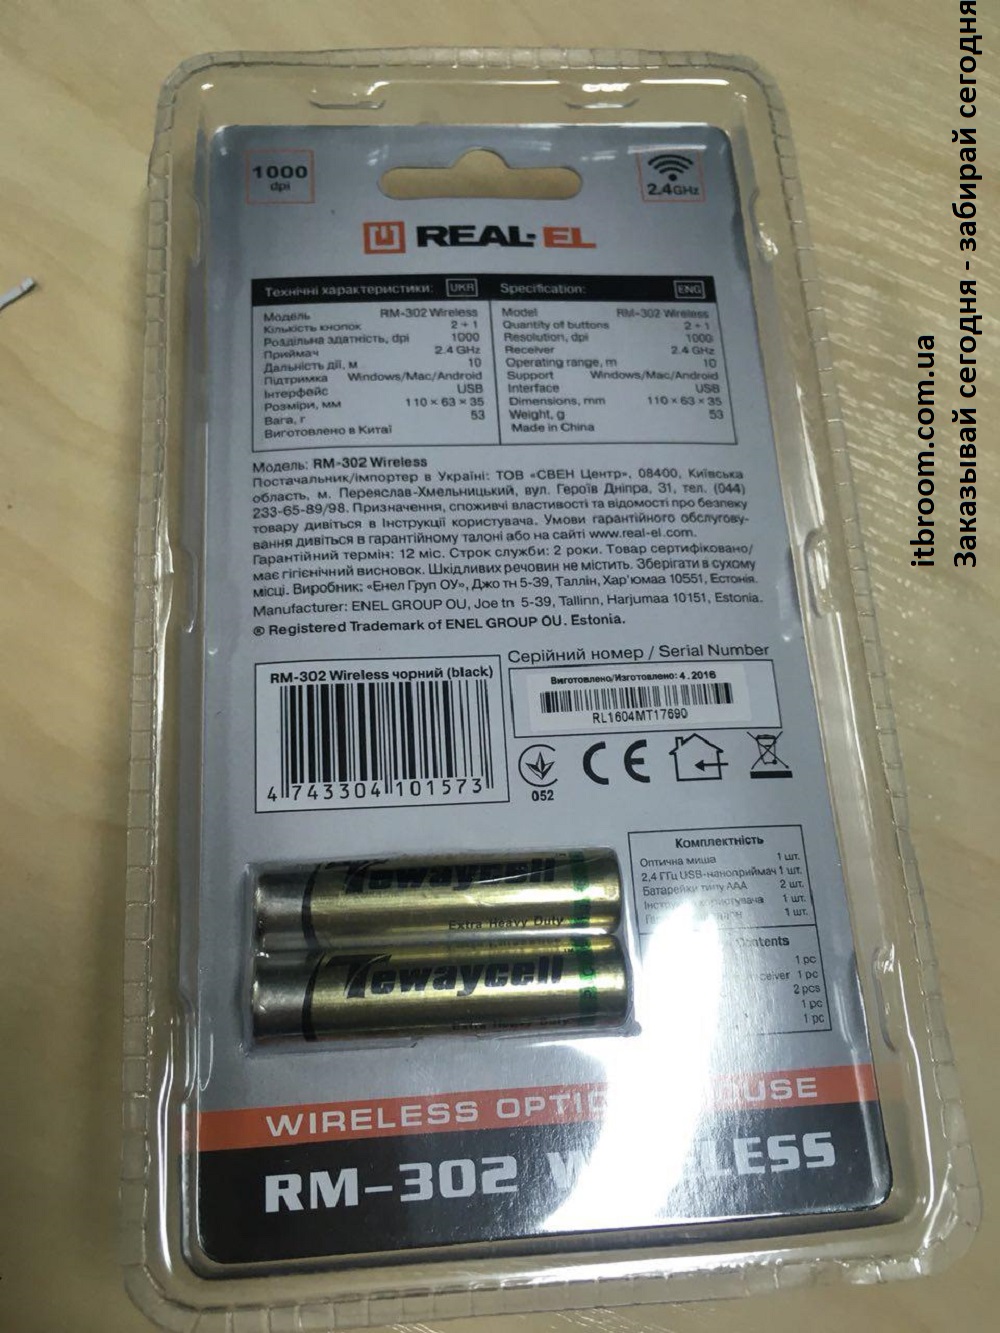 1000
dpi
2.4GHz
REAL-EL
Технічні характеристики: UKR
Модель RM-302 Wireless
Кількість кнопок 2 + 1
Роздільна здатність, dpi 1000
Приймач 2.4 GHz
Дальність дії, м 10
Підтримка Windows/Mac/Android
Інтерфейс USB
Розміри, мм 110 × 63 × 35
Вага, г 53
Виготовлено в Китаї
Specification: ENG
Model RM-302 Wireless
Quantity of buttons 2 + 1
Resolution, dpi 1000
Receiver 2.4 GHz
Operating range, m 10
Support Windows/Mac/Android
Interface USB
Dimensions, mm 110 × 63 × 35
Weight, g 53
Made in China
Модель: RM-302 Wireless
Постачальник/імпортер в Україні: ТОВ «СВЕН Центр», 08400, Київська
область, м. Переяслав-Хмельницький, вул. Героїв Дніпра, 31, тел. (044)
233-65-89/98. Призначення, споживчі властивості та відомості про безпеку
товару дивіться в Інструкції користувача. Умови гарантійного обслугову-
вання дивіться в гарантійному талоні або на сайті www.real-el.com.
Гарантійний термін: 12 міс. Строк служби: 2 роки. Товар сертифіковано/
має гігієнічний висновок. Шкідливих речовин не містить. Зберігати в сухому
місці. Виробник: «Енел Груп ОУ», Джо тн 5-39, Таллін, Хар'юмаа 10551, Естонія.
Manufacturer: ENEL GROUP OU, Joe tn 5-39, Tallinn, Harjumaa 10151, Estonia.
® Registered Trademark of ENEL GROUP OU. Estonia.
RM-302 Wireless чорний (black)
4 743304 101573
Серійний номер / Serial Number
Виготовлено/Изготовлено: 4.2016
RL1604MT17690
052
CE
Комплектність
Оптична миша 1 шт.
2,4 ГГц USB-наноприймач 1 шт.
Батарейки типу AAA 2 шт.
1 шт.
1 шт.
1 pc
1 pc
2 pcs
1 pc
1 pc
Tewaycell
Extra Heavy Duty
Tewaycell
Extra Heavy Duty
WIRELESS
RM-302
itbroom.com.ua
Заказывай сегодня - забирай сегодня